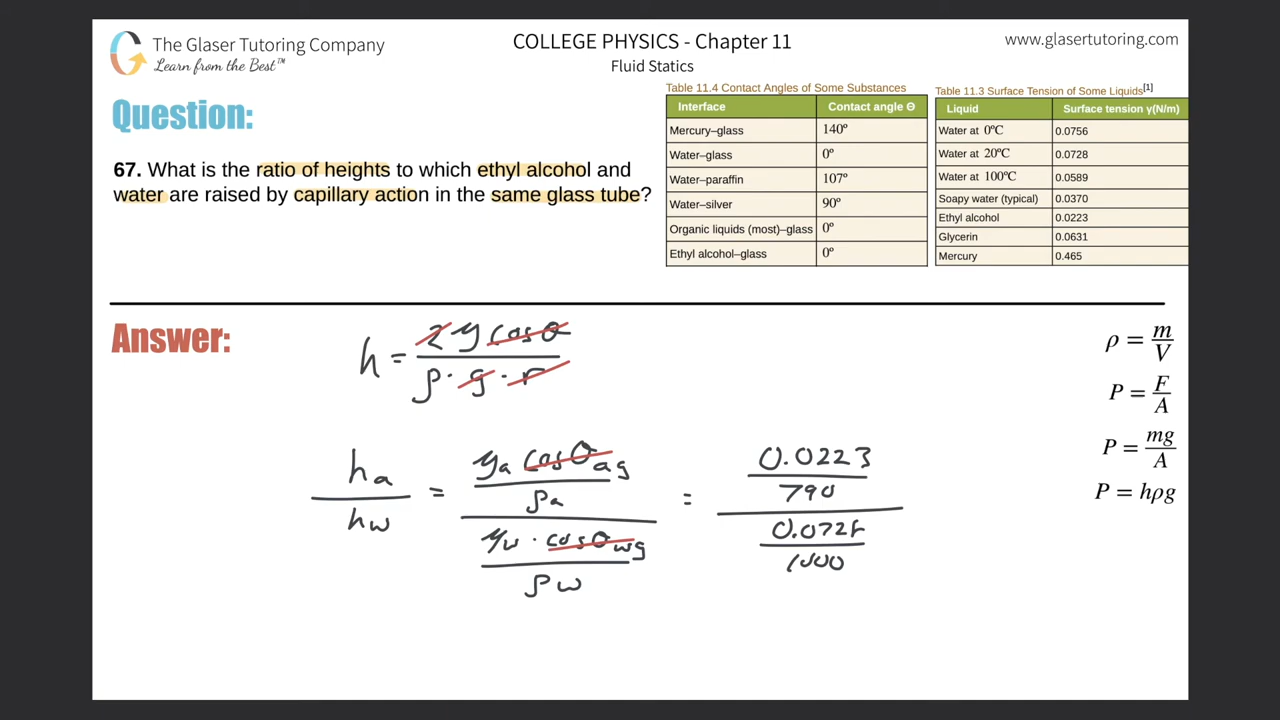 The Glaser Tutoring Company
Learn from the Best™
COLLEGE PHYSICS - Chapter 11
Fluid Statics
www.glasertutoring.com
Question:
67. What is the ratio of heights to which ethyl alcohol and
water are raised by capillary action in the same glass tube?
Table 11.4 Contact Angles of Some Substances
Interface Contact angle Θ
Mercury–glass 140º
Water–glass 0º
Water–paraffin 107º
Water–silver 90º
Organic liquids (most)–glass 0º
Ethyl alcohol–glass 0º
Table 11.3 Surface Tension of Some Liquids[1]
Liquid Surface tension γ(N/m)
Water at 0ºC 0.0756
Water at 20ºC 0.0728
Water at 100ºC 0.0589
Soapy water (typical) 0.0370
Ethyl alcohol 0.0223
Glycerin 0.0631
Mercury 0.465
Answer:
h = 2 γ cos θ / ρ · g · r
ha / hw = γa cos θag / ρa / γw · cos θwg / ρw = 0.0223 / 790 / 0.0728 / 1000
ρ = m / V
P = F / A
P = mg / A
P = hρg